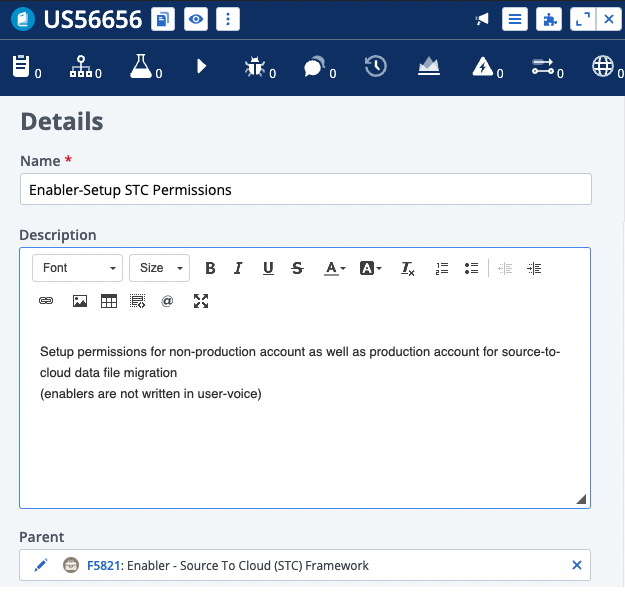 US56656
0 0 0 0 0 0 0 0
Details
Name *
Enabler-Setup STC Permissions
Description
Font Size B I U S A A Tx
@
Setup permissions for non-production account as well as production account for source-to-
cloud data file migration
(enablers are not written in user-voice)
Parent
F5821: Enabler - Source To Cloud (STC) Framework